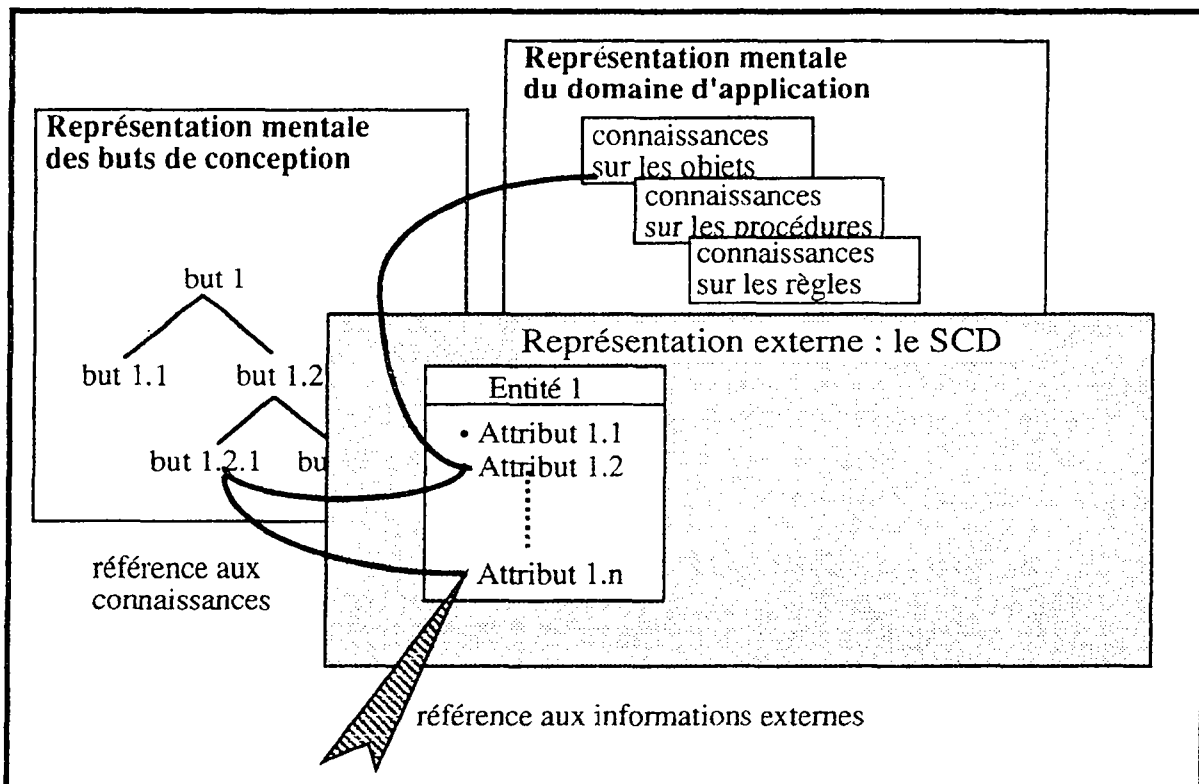 Représentation mentale
du domaine d'application
connaissances
sur les objets
connaissances
sur les procédures
connaissances
sur les règles
Représentation mentale
des buts de conception
but 1
but 1.1 but 1.2
but 1.2.1 bu
Représentation externe : le SCD
Entité 1
• Attribut 1.1
Attribut 1.2
Attribut 1.n
référence aux
connaissances
référence aux informations externes